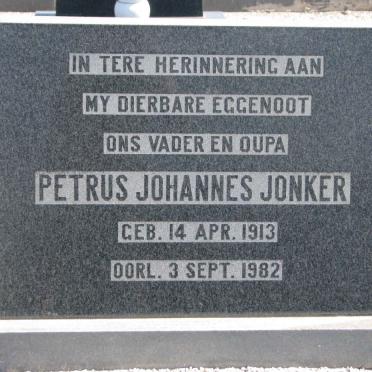 IN TERE HERINNERING AAN
MY DIERBARE EGGENOOT
ONS VADER EN OUPA
PETRUS JOHANNES JONKER
GEB. 14 APR. 1913
OORL. 3 SEPT. 1982